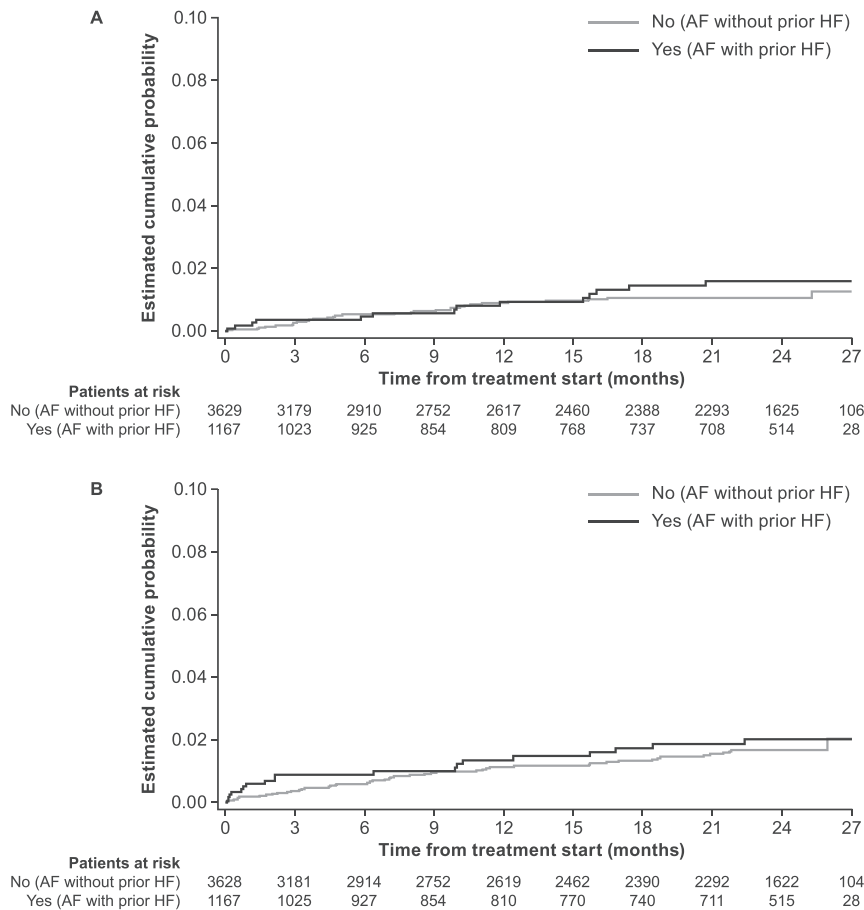 A
0.10
No (AF without prior HF)
Yes (AF with prior HF)
0.08
0.06
0.04
0.02
0.00
Estimated cumulative probability
0 3 6 9 12 15 18 21 24 27
Time from treatment start (months)
Patients at risk
No (AF without prior HF) 3629 3179 2910 2752 2617 2460 2388 2293 1625 106
Yes (AF with prior HF) 1167 1023 925 854 809 768 737 708 514 28
B
0.10
No (AF without prior HF)
Yes (AF with prior HF)
0.08
0.06
0.04
0.02
0.00
Estimated cumulative probability
0 3 6 9 12 15 18 21 24 27
Time from treatment start (months)
Patients at risk
No (AF without prior HF) 3628 3181 2914 2752 2619 2462 2390 2292 1622 104
Yes (AF with prior HF) 1167 1025 927 854 810 770 740 711 515 28